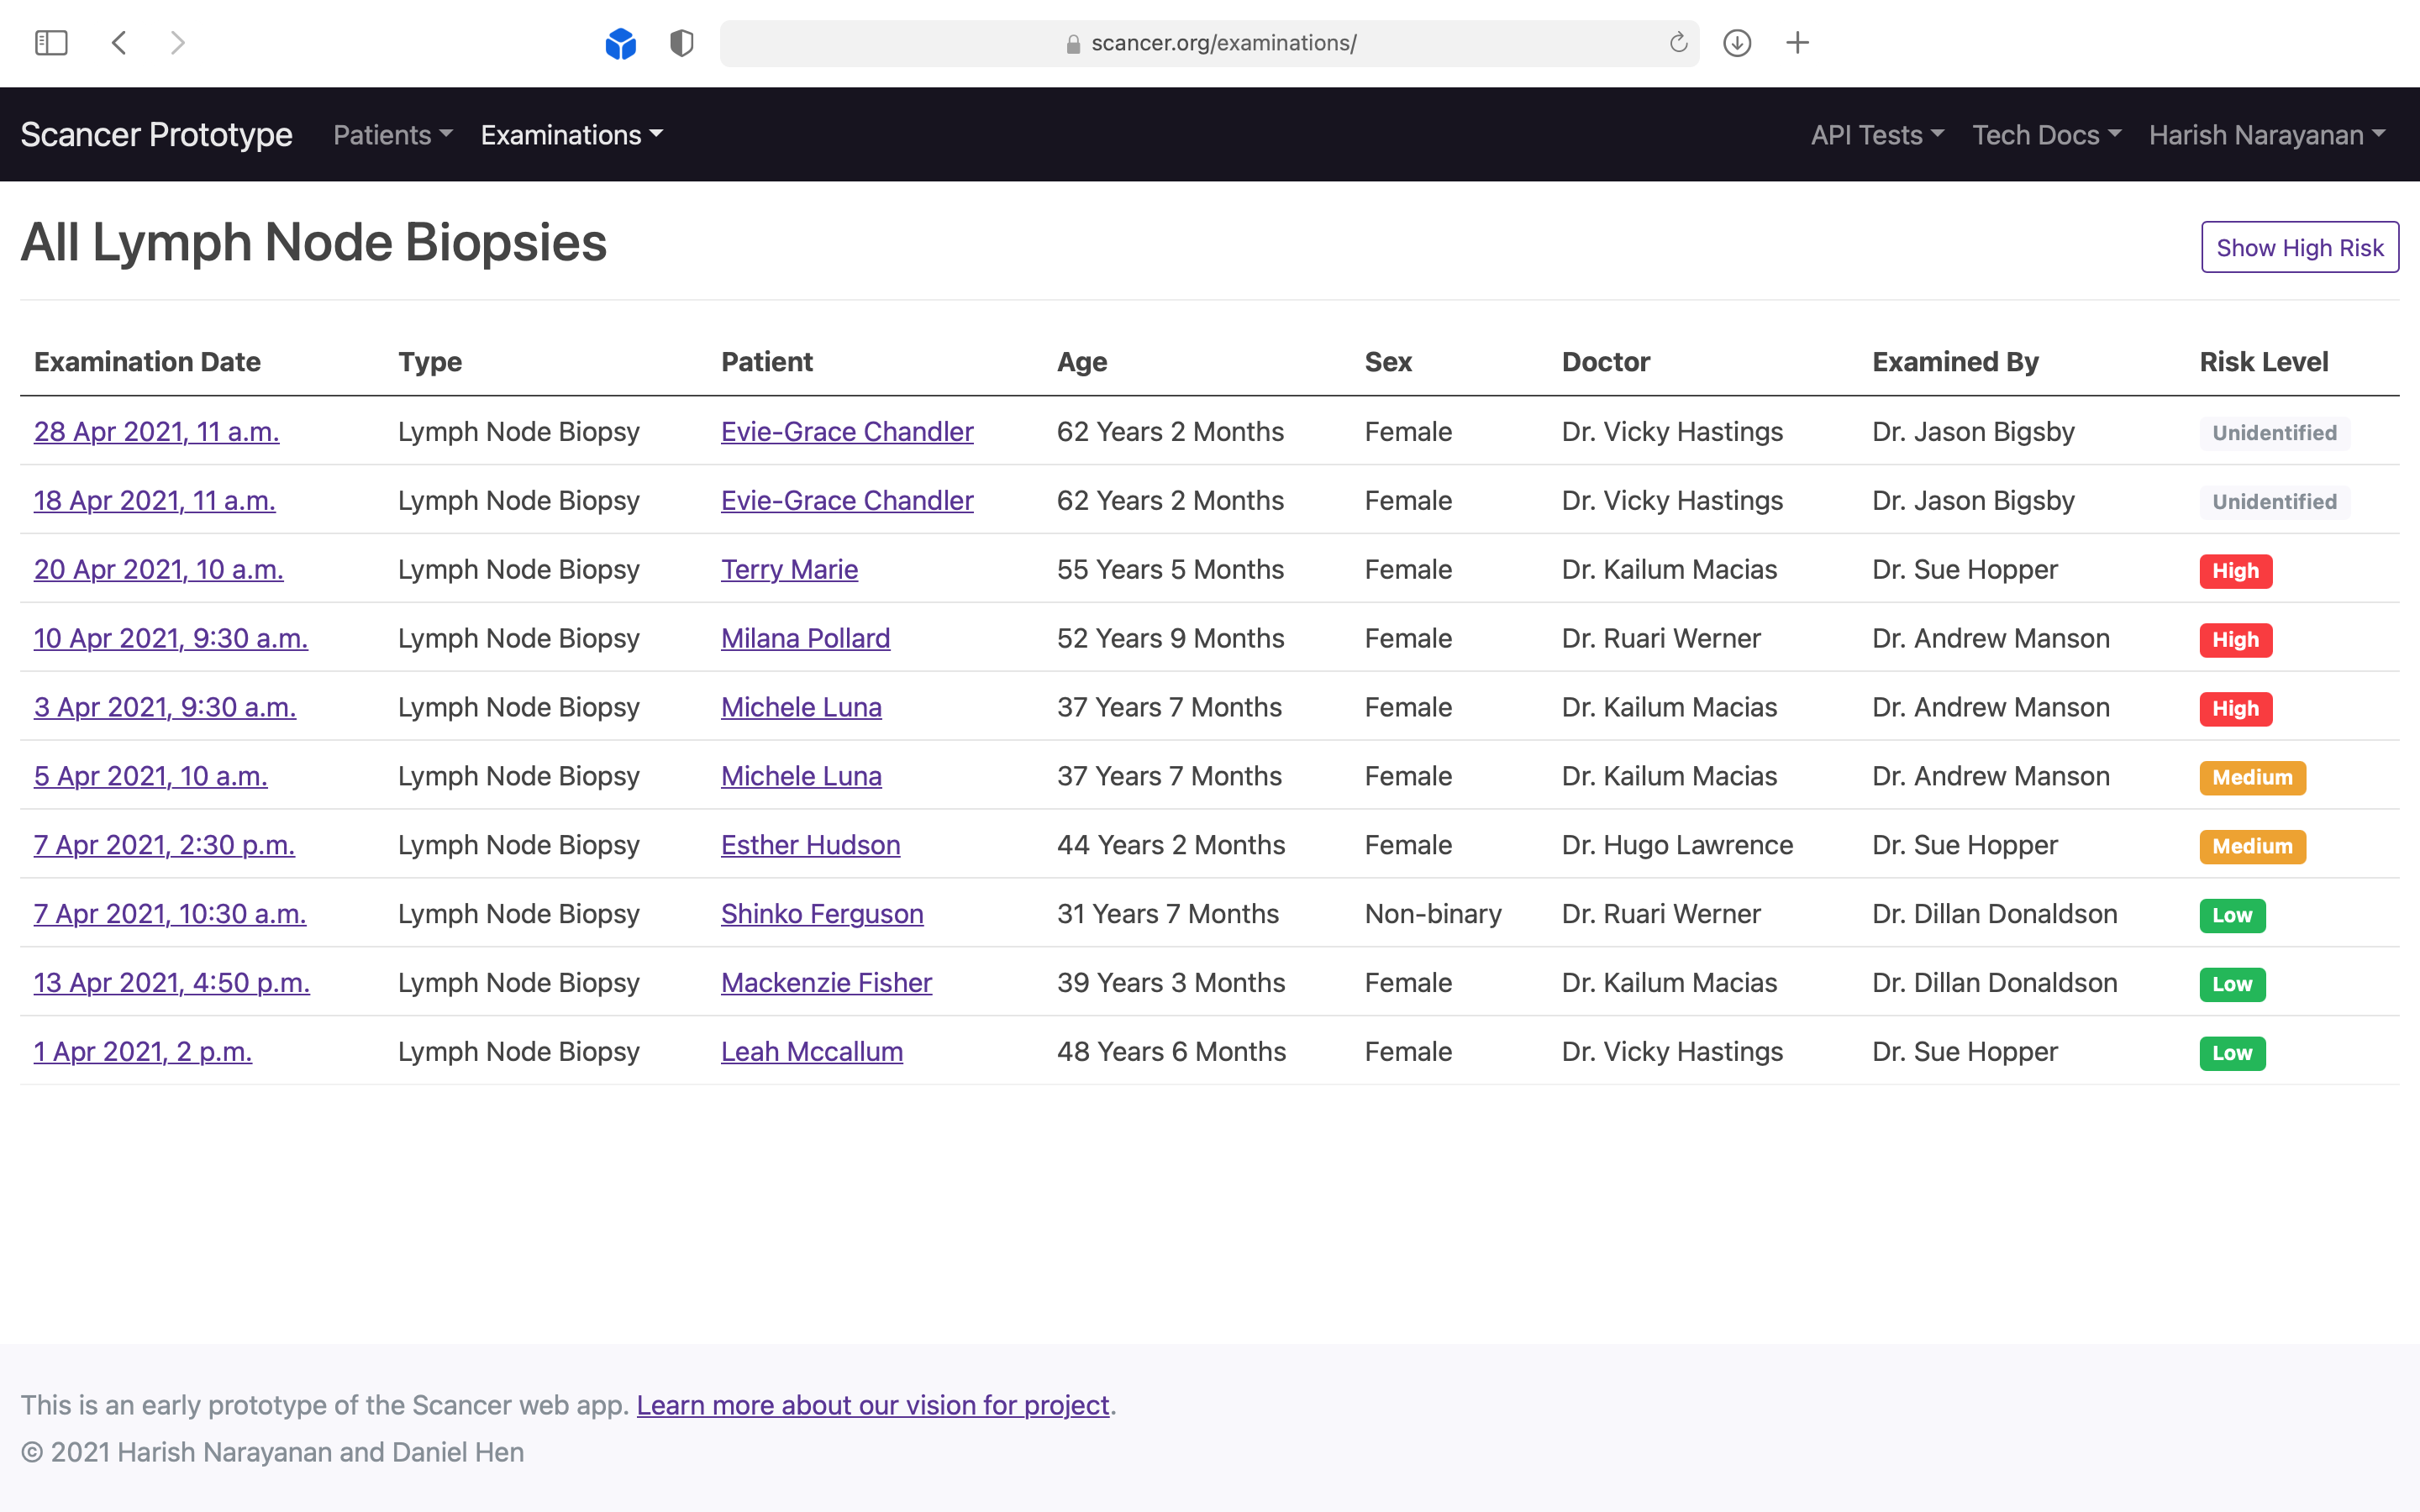 scancer.org/examinations/
Scancer Prototype Patients Examinations API Tests Tech Docs Harish Narayanan
All Lymph Node Biopsies Show High Risk
Examination Date Type Patient Age Sex Doctor Examined By Risk Level
28 Apr 2021, 11 a.m. Lymph Node Biopsy Evie-Grace Chandler 62 Years 2 Months Female Dr. Vicky Hastings Dr. Jason Bigsby Unidentified
18 Apr 2021, 11 a.m. Lymph Node Biopsy Evie-Grace Chandler 62 Years 2 Months Female Dr. Vicky Hastings Dr. Jason Bigsby Unidentified
20 Apr 2021, 10 a.m. Lymph Node Biopsy Terry Marie 55 Years 5 Months Female Dr. Kailum Macias Dr. Sue Hopper High
10 Apr 2021, 9:30 a.m. Lymph Node Biopsy Milana Pollard 52 Years 9 Months Female Dr. Ruari Werner Dr. Andrew Manson High
3 Apr 2021, 9:30 a.m. Lymph Node Biopsy Michele Luna 37 Years 7 Months Female Dr. Kailum Macias Dr. Andrew Manson High
5 Apr 2021, 10 a.m. Lymph Node Biopsy Michele Luna 37 Years 7 Months Female Dr. Kailum Macias Dr. Andrew Manson Medium
7 Apr 2021, 2:30 p.m. Lymph Node Biopsy Esther Hudson 44 Years 2 Months Female Dr. Hugo Lawrence Dr. Sue Hopper Medium
7 Apr 2021, 10:30 a.m. Lymph Node Biopsy Shinko Ferguson 31 Years 7 Months Non-binary Dr. Ruari Werner Dr. Dillan Donaldson Low
13 Apr 2021, 4:50 p.m. Lymph Node Biopsy Mackenzie Fisher 39 Years 3 Months Female Dr. Kailum Macias Dr. Dillan Donaldson Low
1 Apr 2021, 2 p.m. Lymph Node Biopsy Leah Mccallum 48 Years 6 Months Female Dr. Vicky Hastings Dr. Sue Hopper Low
This is an early prototype of the Scancer web app. Learn more about our vision for project.
© 2021 Harish Narayanan and Daniel Hen